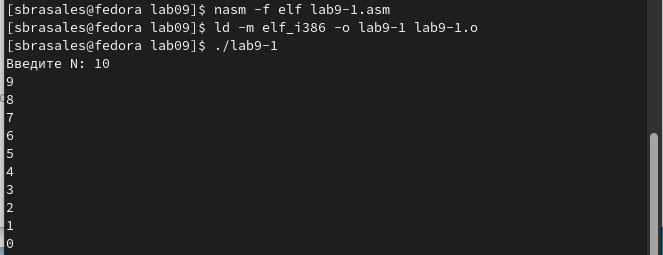 [sbrasales@fedora lab09]$ nasm -f elf lab9-1.asm
[sbrasales@fedora lab09]$ ld -m elf_i386 -o lab9-1 lab9-1.o
[sbrasales@fedora lab09]$ ./lab9-1
Введите N: 10
9
8
7
6
5
4
3
2
1
0